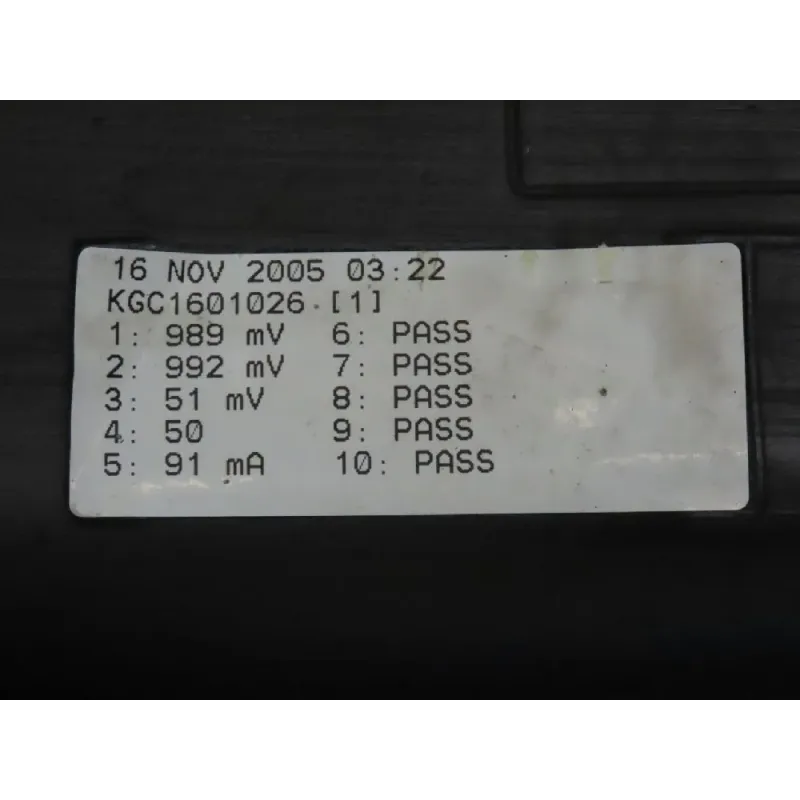 16 NOV 2005 03:22
KGC1601026 [1]
1: 989 mV 6: PASS
2: 992 mV 7: PASS
3: 51 mV 8: PASS
4: 50 9: PASS
5: 91 mA 10: PASS